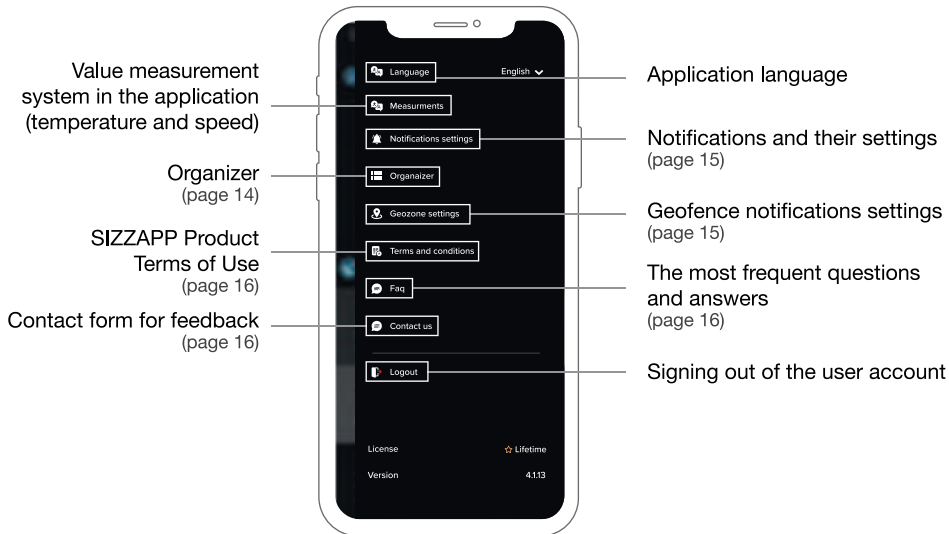 Value measurement
system in the application
(temperature and speed)
Organizer
(page 14)
SIZZAPP Product
Terms of Use
(page 16)
Contact form for feedback
(page 16)
Language
English
Measurments
Notifications settings
Organaizer
Geozone settings
Terms and conditions
Faq
Contact us
Logout
License
Lifetime
Version
4.1.13
Application language
Notifications and their settings
(page 15)
Geofence notifications settings
(page 15)
The most frequent questions
and answers
(page 16)
Signing out of the user account